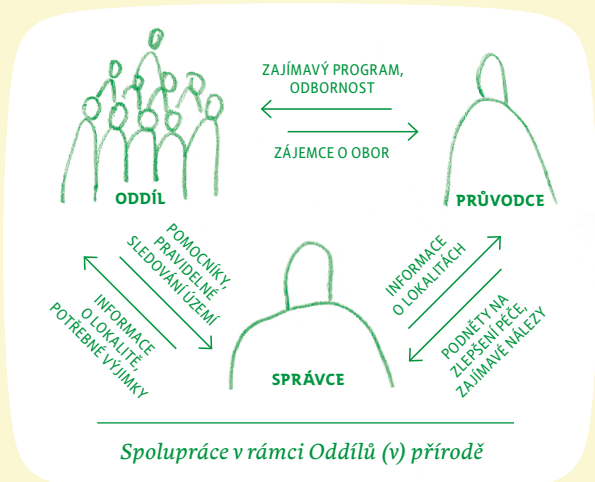 ZAJÍMAVÝ PROGRAM,
ODBORNOST
ZÁJEMCE O OBOR
ODDÍL
PRŮVODCE
POMOCNÍKY,
PRAVIDELNÉ
SLEDOVÁNÍ ÚZEMÍ
INFORMACE
O LOKALITĚ,
POTŘEBNÉ VÝJIMKY
INFORMACE
O LOKALITÁCH
PODNĚTY NA
ZLEPŠENÍ PÉČE,
ZAJÍMAVÉ NÁLEZY
SPRÁVCE
Spolupráce v rámci Oddílů (v) přírodě